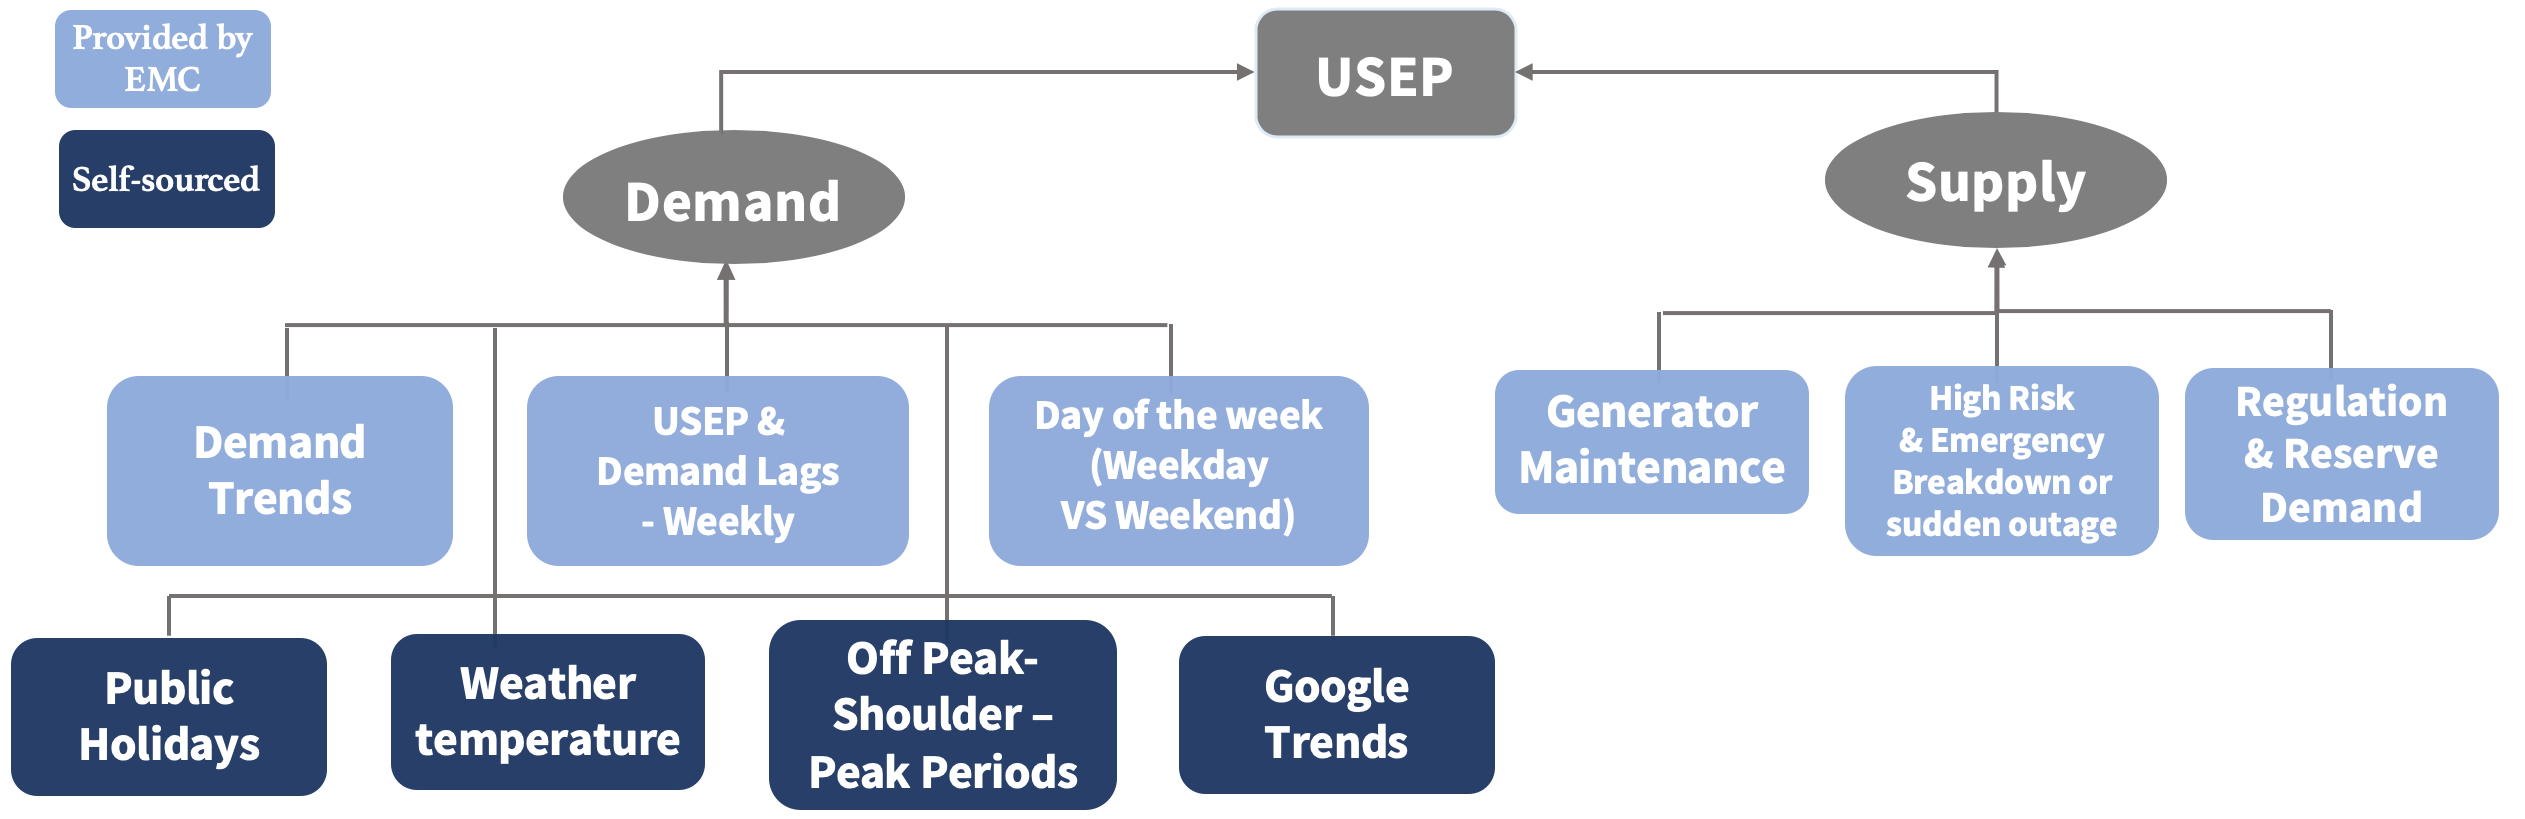 Provided by
EMC
Self-sourced
USEP
Demand
Supply
Demand
Trends
USEP &
Demand Lags
- Weekly
Day of the week
(Weekday
VS Weekend)
Generator
Maintenance
High Risk
& Emergency
Breakdown or
sudden outage
Regulation
& Reserve
Demand
Public
Holidays
Weather
temperature
Off Peak-
Shoulder –
Peak Periods
Google
Trends